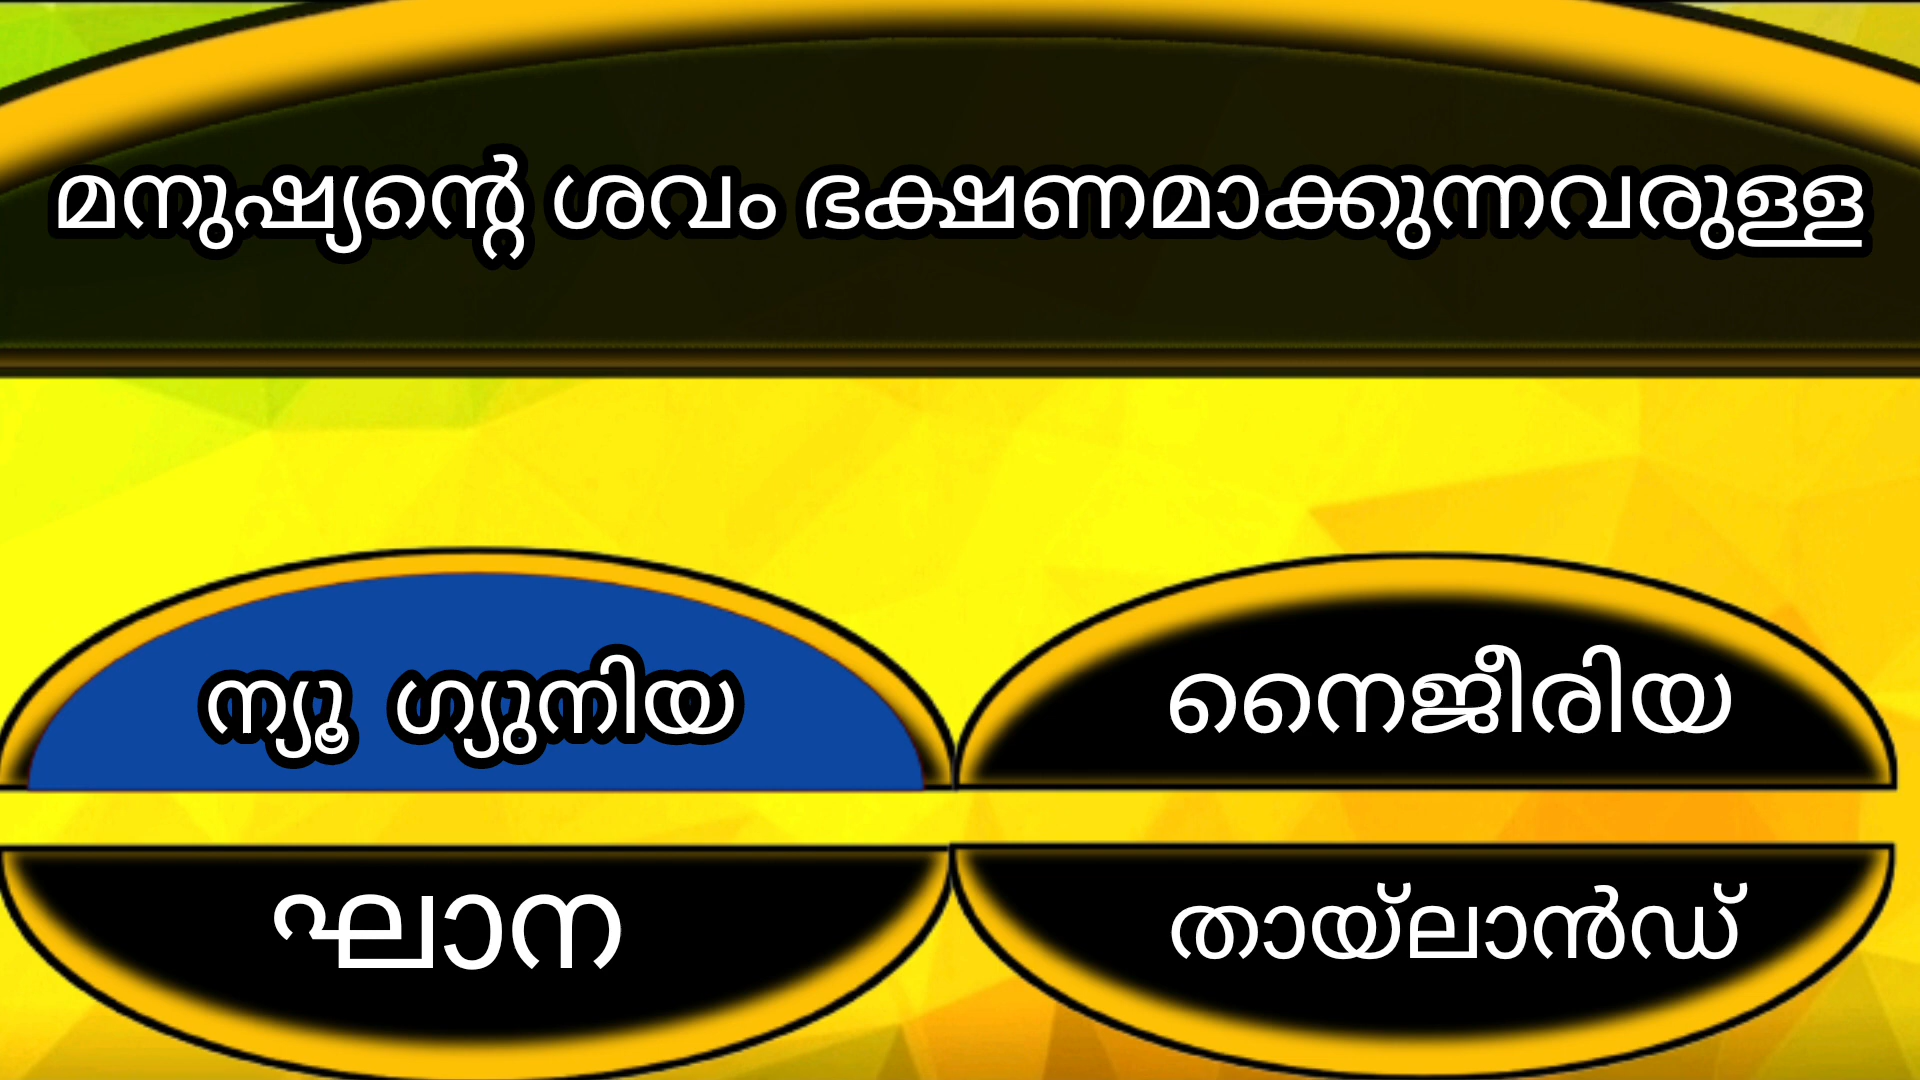 മനുഷ്യന്റെ ശവം ഭക്ഷണമാക്കുന്നവരുള്ള
ന്യൂ ഗ്യുനിയ
നൈജീരിയ
ഘാന
തായ്ലാൻഡ്